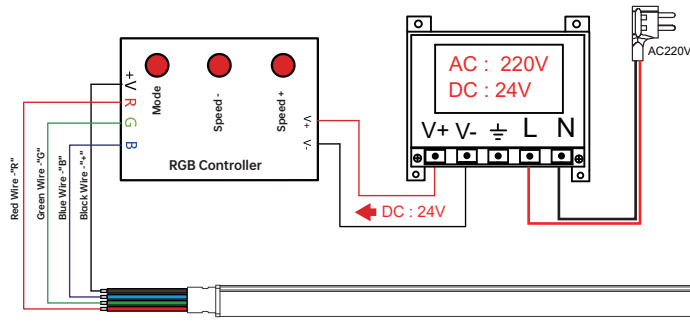 +V
R
G
B
Mode
Speed -
Speed +
V+
V-
RGB Controller
Red Wire -"R"
Green Wire -"G"
Blue Wire -"B"
Black Wire -"+"
AC : 220V
DC : 24V
V+ V- L N
AC220V
DC : 24V